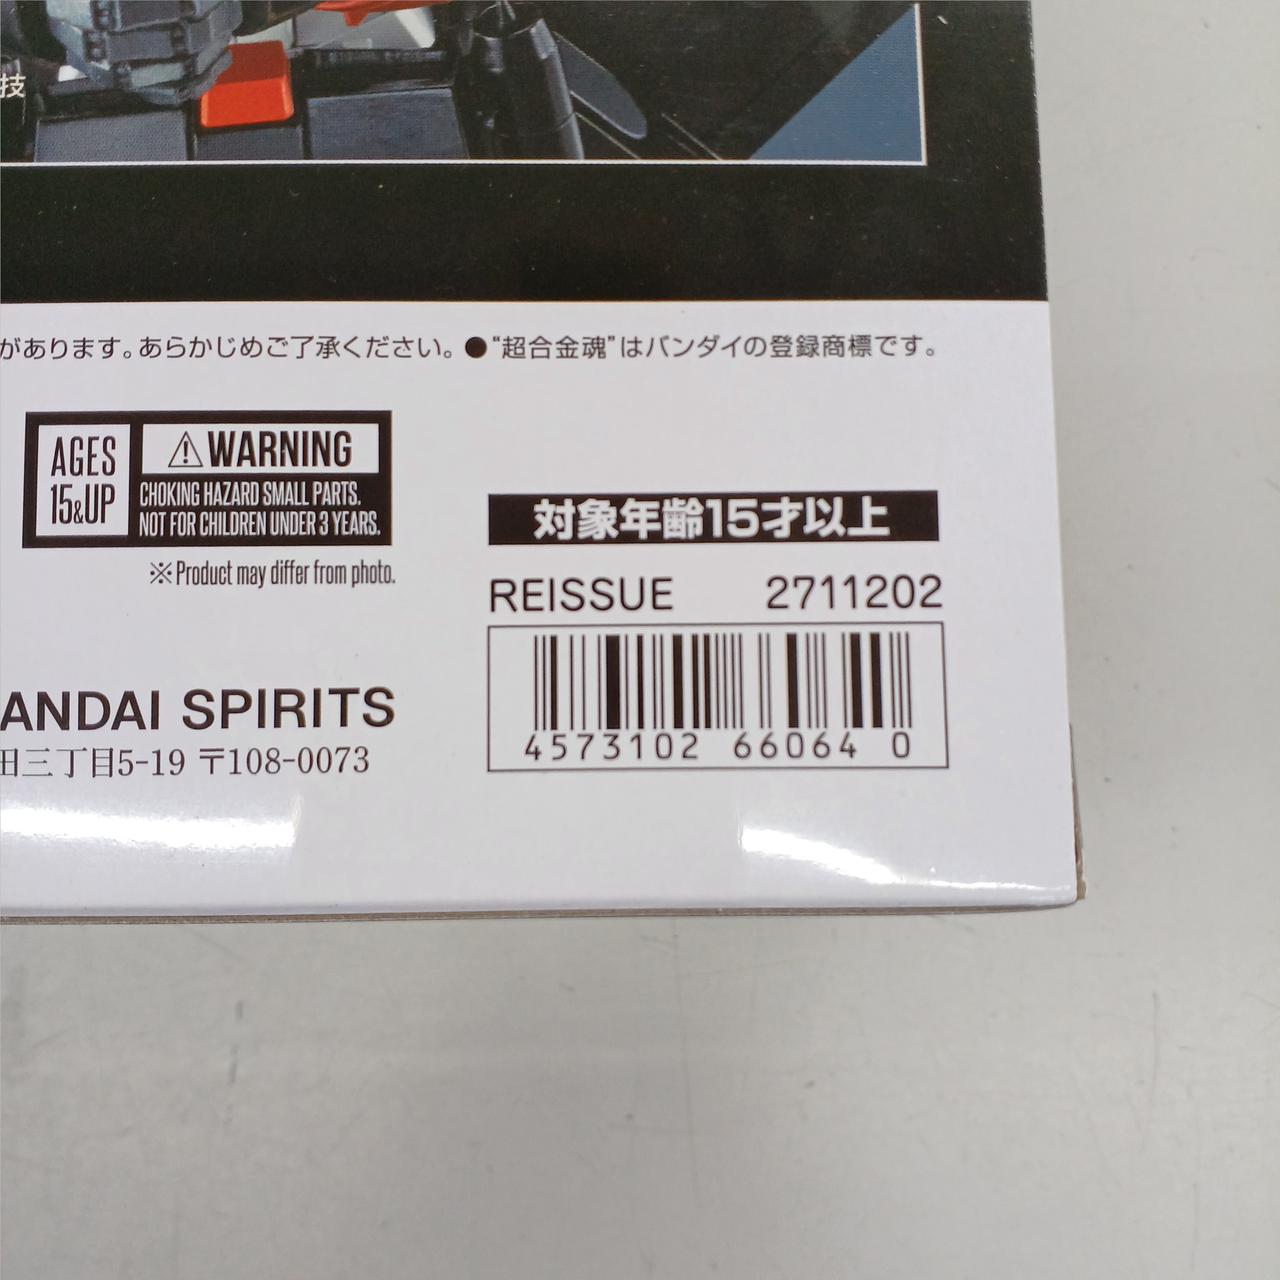 技
があります。あらかじめご了承ください。 ●“超合金魂”はバンダイの登録商標です。
AGES
15&UP
⚠WARNING
CHOKING HAZARD SMALL PARTS.
NOT FOR CHILDREN UNDER 3 YEARS.
※Product may differ from photo.
対象年齢15才以上
REISSUE 2711202
4573102 66064 0
ANDAI SPIRITS
田三丁目5-19 〒108-0073